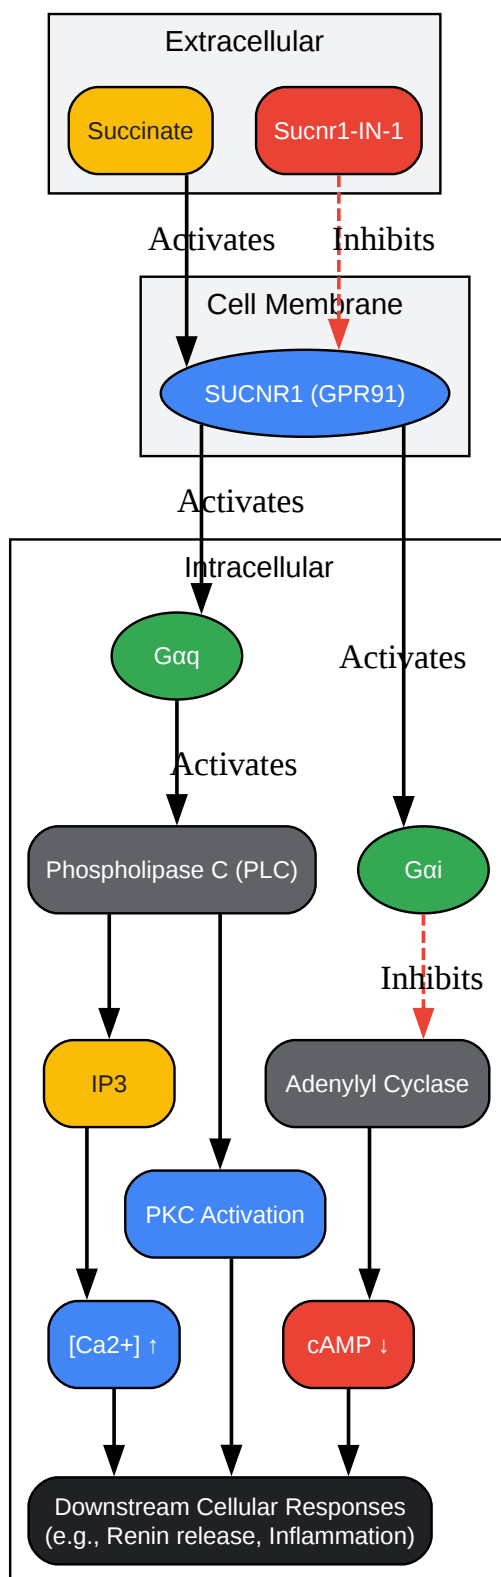 Extracellular
Succinate
Sucnr1-IN-1
Activates
Inhibits
Cell Membrane
SUCNR1 (GPR91)
Activates
Intracellular
Gαq
Activates
Activates
Phospholipase C (PLC)
Gαi
Inhibits
IP3
Adenylyl Cyclase
PKC Activation
[Ca2+] ↑
cAMP ↓
Downstream Cellular Responses
(e.g., Renin release, Inflammation)